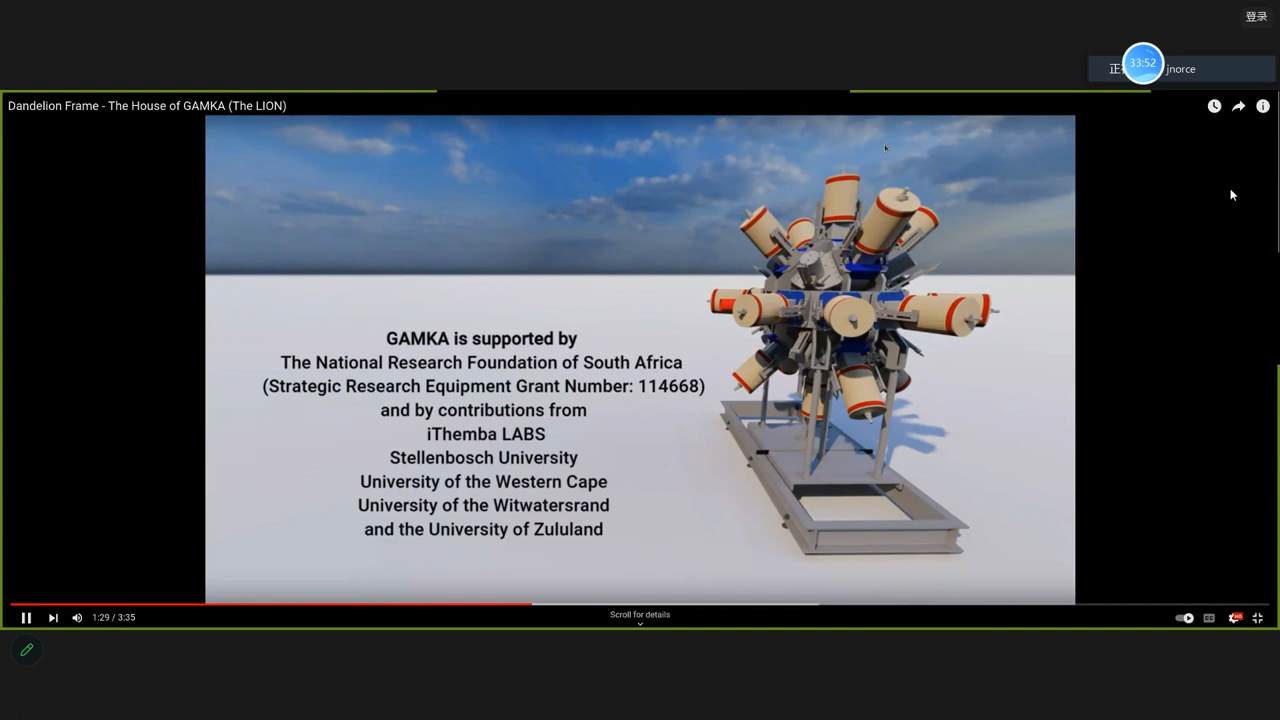 登录
33:52
正
jnorce
Dandelion Frame - The House of GAMKA (The LION)
GAMKA is supported by
The National Research Foundation of South Africa
(Strategic Research Equipment Grant Number: 114668)
and by contributions from
iThemba LABS
Stellenbosch University
University of the Western Cape
University of the Witwatersrand
and the University of Zululand
1:29 / 3:35
Scroll for details
CC
HD